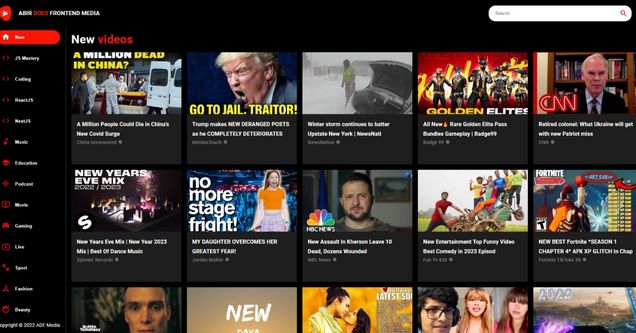 ABIR DOES FRONTEND MEDIA
Search...
New
JS Mastery
Coding
ReactJS
NextJS
Music
Education
Podcast
Movie
Gaming
Live
Sport
Fashion
Beauty
copyright © 2022 ADF Media
New videos
A MILLION DEAD
IN CHINA?
A Million People Could Die in China's
New Covid Surge
China Uncensored
GO TO JAIL, TRAITOR!
Trump makes NEW DERANGED POSTS
as he COMPLETELY DETERIORATES
MeidasTouch
Winter storm continues to batter
Upstate New York | NewsNati
NewsNation
GOLDEN ELITES
All New🔥 Rare Golden Elite Pass
Bundles Gameplay | Badge99
Badge 99
CNN
Retired colonel: What Ukraine will get
with new Patriot miss
CNN
NEW YEARS
EVE MIX
2022 / 2023
New Years Eve Mix | New Year 2023
Mix | Best Of Dance Music
Spinnin' Records
no
more
stage
fright!
MY DAUGHTER OVERCOMES HER
GREATEST FEAR!
Jordan Matter
NBC NEWS
New Assault In Kherson Leave 10
Dead, Dozens Wounded
NBC News
New Entertainment Top Funny Video
Best Comedy in 2023 Episod
Fun Tv 420
FORTNITE
+ 487,548
NEW BEST Fortnite *SEASON 1
CHAPTER 4* AFK XP GLITCH In Chap
Fortnite TikToks 28
NEW
LATEST SONG
2023